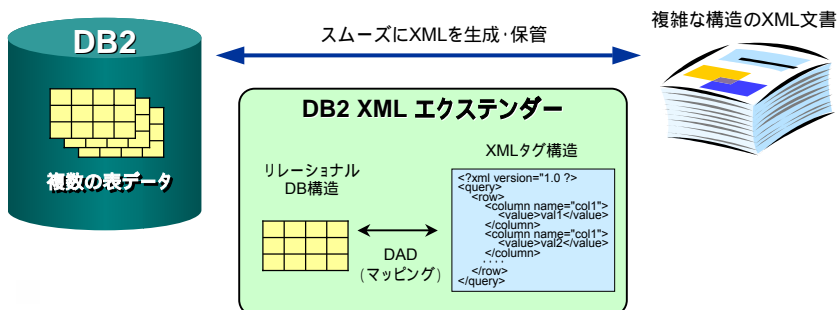 DB2
複数の表データ
スムーズにXMLを生成･保管
複雑な構造のXML文書
DB2 XML エクステンダー
リレーショナル
DB構造
DAD
(マッピング)
XMLタグ構造
<?xml version="1.0 ?>
<query>
<row>
<column name="col1">
<value>val1</value>
</column>
<column name="col1">
<value>val2</value>
</column>
. . . .
</row>
</query>